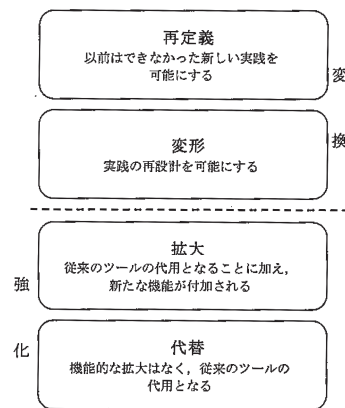 再定義
以前はできなかった新しい実践を
可能にする
変
換
変形
実践の再設計を可能にする
拡大
従来のツールの代用となることに加え，
新たな機能が付加される
強
化
代替
機能的な拡大はなく，従来のツールの
代用となる